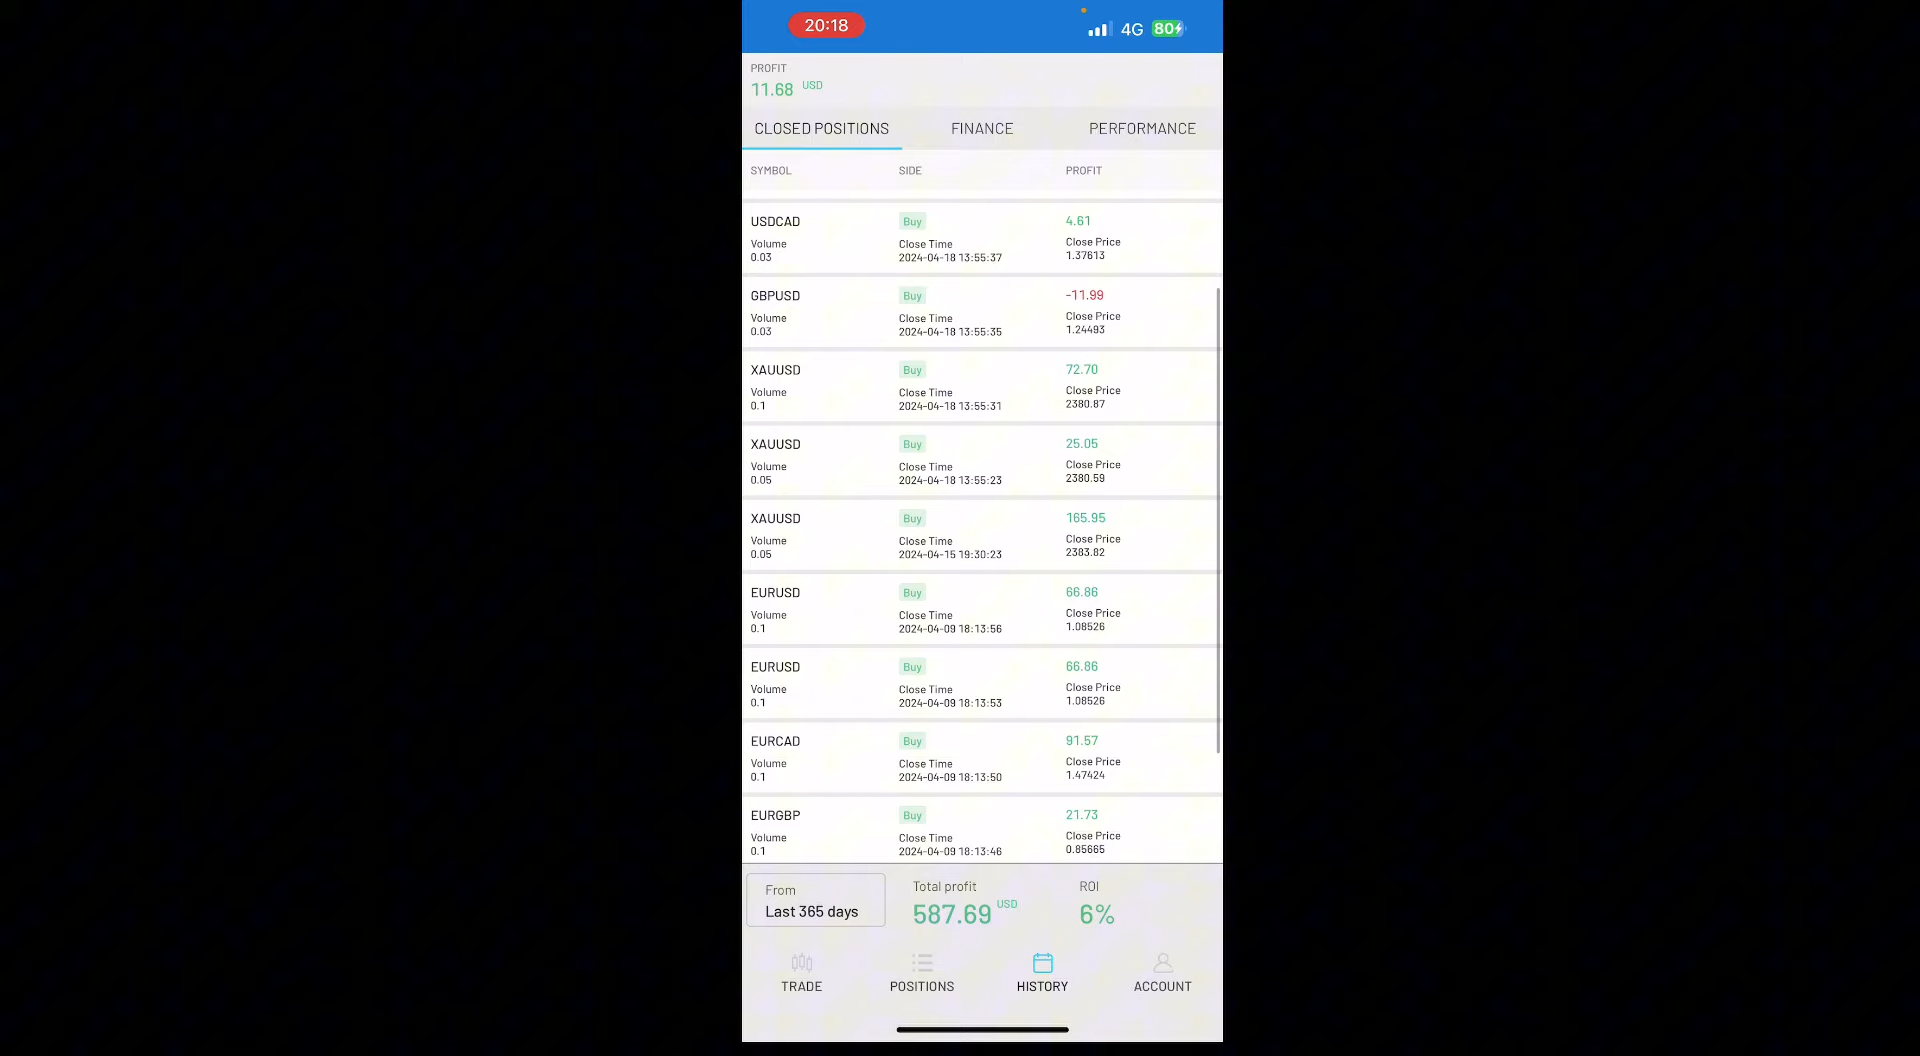 20:18 4G 80
PROFIT
11.68 USD
CLOSED POSITIONS FINANCE PERFORMANCE
SYMBOL SIDE PROFIT
USDCAD Buy 4.61
Volume Close Time Close Price
0.03 2024-04-18 13:55:37 1.37613
GBPUSD Buy -11.99
Volume Close Time Close Price
0.03 2024-04-18 13:55:35 1.24493
XAUUSD Buy 72.70
Volume Close Time Close Price
0.1 2024-04-18 13:55:31 2380.87
XAUUSD Buy 25.05
Volume Close Time Close Price
0.05 2024-04-18 13:55:23 2380.59
XAUUSD Buy 165.95
Volume Close Time Close Price
0.05 2024-04-15 19:30:23 2383.82
EURUSD Buy 66.86
Volume Close Time Close Price
0.1 2024-04-09 18:13:56 1.08526
EURUSD Buy 66.86
Volume Close Time Close Price
0.1 2024-04-09 18:13:53 1.08526
EURCAD Buy 91.57
Volume Close Time Close Price
0.1 2024-04-09 18:13:50 1.47424
EURGBP Buy 21.73
Volume Close Time Close Price
0.1 2024-04-09 18:13:46 0.85665
From Total profit ROI
Last 365 days 587.69 USD 6%
TRADE POSITIONS HISTORY ACCOUNT